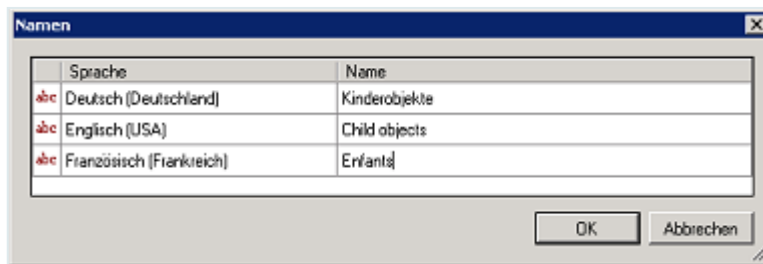 Namen
Sprache Name
abc Deutsch (Deutschland) Kinderobjekte
abc Englisch (USA) Child objects
abc Französisch (Frankreich) Enfants
OK Abbrechen